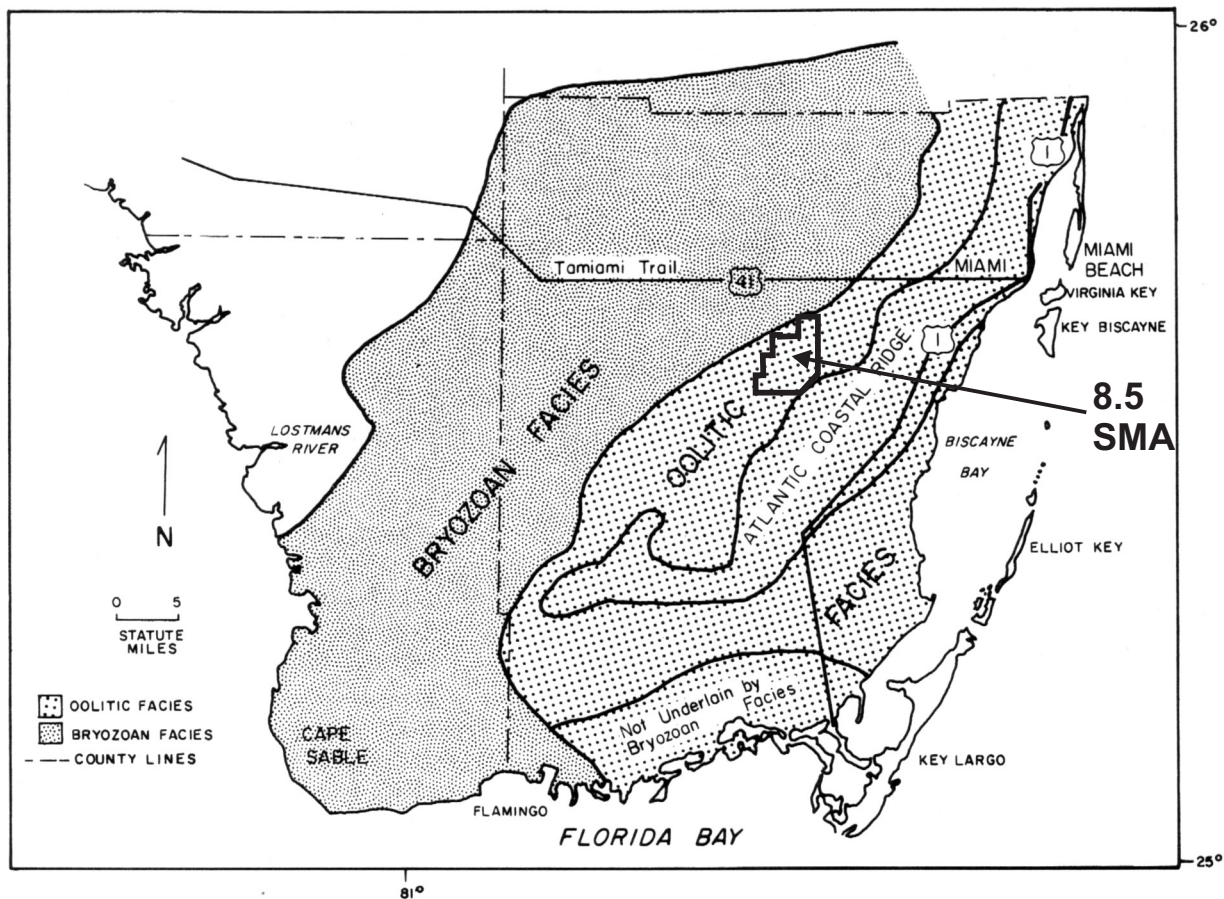 26°
1
MIAMI
BEACH
Tamiami Trail
41
MIAMI
VIRGINIA KEY
KEY BISCAYNE
1
8.5
SMA
LOSTMANS
RIVER
BRYOZOAN FACIES
OOLITIC
ATLANTIC COASTAL RIDGE
BISCAYNE
BAY
N
ELLIOT KEY
FACIES
0 5
STATUTE
MILES
Not Underlain by
Bryozoan Facies
OOLITIC FACIES
BRYOZOAN FACIES
COUNTY LINES
CAPE
SABLE
KEY LARGO
FLAMINGO
FLORIDA BAY
25°
81°